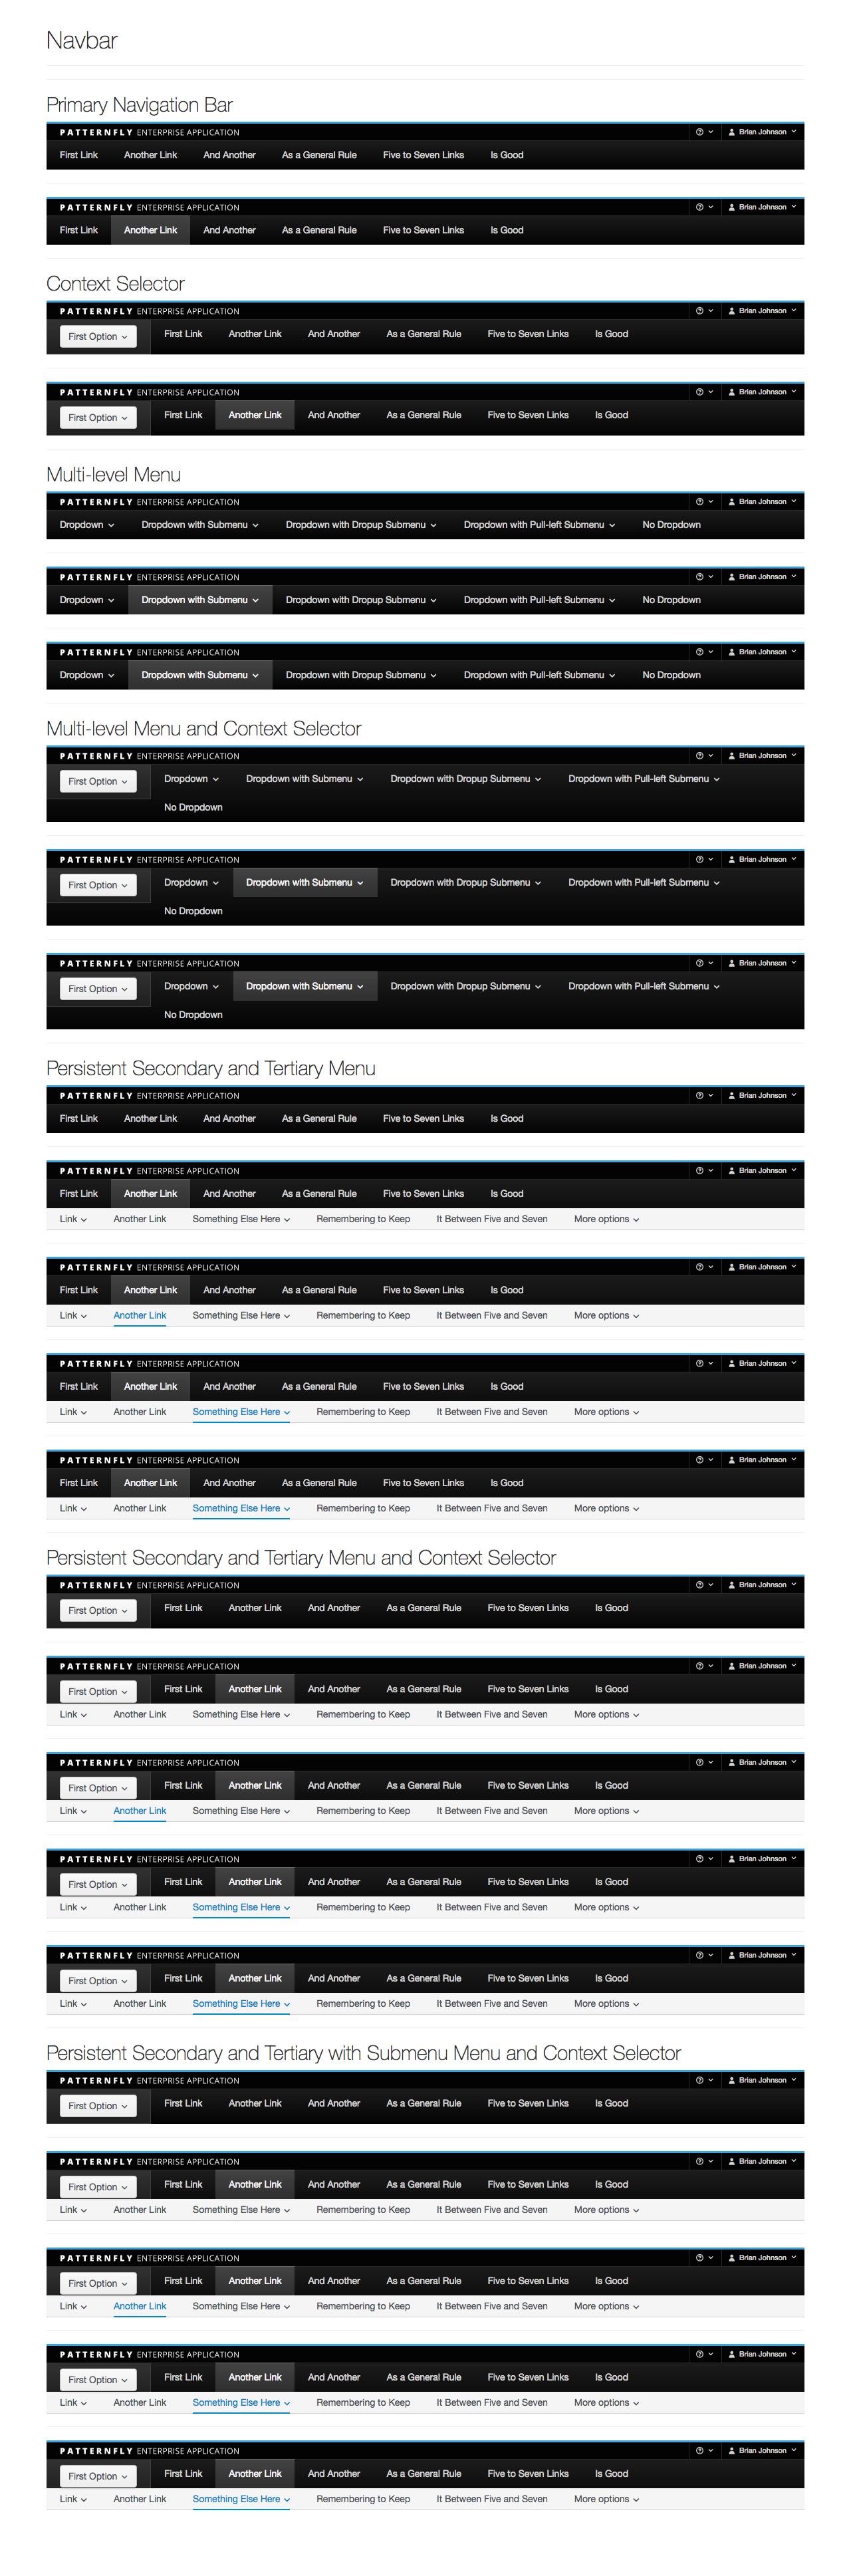 Navbar
Primary Navigation Bar
PATTERNFLY ENTERPRISE APPLICATION Brian Johnson
First Link Another Link And Another As a General Rule Five to Seven Links Is Good
PATTERNFLY ENTERPRISE APPLICATION Brian Johnson
First Link Another Link And Another As a General Rule Five to Seven Links Is Good
Context Selector
PATTERNFLY ENTERPRISE APPLICATION Brian Johnson
First Option First Link Another Link And Another As a General Rule Five to Seven Links Is Good
PATTERNFLY ENTERPRISE APPLICATION Brian Johnson
First Option First Link Another Link And Another As a General Rule Five to Seven Links Is Good
Multi-level Menu
PATTERNFLY ENTERPRISE APPLICATION Brian Johnson
Dropdown Dropdown with Submenu Dropdown with Dropup Submenu Dropdown with Pull-left Submenu No Dropdown
PATTERNFLY ENTERPRISE APPLICATION Brian Johnson
Dropdown Dropdown with Submenu Dropdown with Dropup Submenu Dropdown with Pull-left Submenu No Dropdown
PATTERNFLY ENTERPRISE APPLICATION Brian Johnson
Dropdown Dropdown with Submenu Dropdown with Dropup Submenu Dropdown with Pull-left Submenu No Dropdown
Multi-level Menu and Context Selector
PATTERNFLY ENTERPRISE APPLICATION Brian Johnson
First Option Dropdown Dropdown with Submenu Dropdown with Dropup Submenu Dropdown with Pull-left Submenu
No Dropdown
PATTERNFLY ENTERPRISE APPLICATION Brian Johnson
First Option Dropdown Dropdown with Submenu Dropdown with Dropup Submenu Dropdown with Pull-left Submenu
No Dropdown
PATTERNFLY ENTERPRISE APPLICATION Brian Johnson
First Option Dropdown Dropdown with Submenu Dropdown with Dropup Submenu Dropdown with Pull-left Submenu
No Dropdown
Persistent Secondary and Tertiary Menu
PATTERNFLY ENTERPRISE APPLICATION Brian Johnson
First Link Another Link And Another As a General Rule Five to Seven Links Is Good
PATTERNFLY ENTERPRISE APPLICATION Brian Johnson
First Link Another Link And Another As a General Rule Five to Seven Links Is Good
Link Another Link Something Else Here Remembering to Keep It Between Five and Seven More options
PATTERNFLY ENTERPRISE APPLICATION Brian Johnson
First Link Another Link And Another As a General Rule Five to Seven Links Is Good
Link Another Link Something Else Here Remembering to Keep It Between Five and Seven More options
PATTERNFLY ENTERPRISE APPLICATION Brian Johnson
First Link Another Link And Another As a General Rule Five to Seven Links Is Good
Link Another Link Something Else Here Remembering to Keep It Between Five and Seven More options
PATTERNFLY ENTERPRISE APPLICATION Brian Johnson
First Link Another Link And Another As a General Rule Five to Seven Links Is Good
Link Another Link Something Else Here Remembering to Keep It Between Five and Seven More options
Persistent Secondary and Tertiary Menu and Context Selector
PATTERNFLY ENTERPRISE APPLICATION Brian Johnson
First Option First Link Another Link And Another As a General Rule Five to Seven Links Is Good
PATTERNFLY ENTERPRISE APPLICATION Brian Johnson
First Option First Link Another Link And Another As a General Rule Five to Seven Links Is Good
Link Another Link Something Else Here Remembering to Keep It Between Five and Seven More options
PATTERNFLY ENTERPRISE APPLICATION Brian Johnson
First Option First Link Another Link And Another As a General Rule Five to Seven Links Is Good
Link Another Link Something Else Here Remembering to Keep It Between Five and Seven More options
PATTERNFLY ENTERPRISE APPLICATION Brian Johnson
First Option First Link Another Link And Another As a General Rule Five to Seven Links Is Good
Link Another Link Something Else Here Remembering to Keep It Between Five and Seven More options
PATTERNFLY ENTERPRISE APPLICATION Brian Johnson
First Option First Link Another Link And Another As a General Rule Five to Seven Links Is Good
Link Another Link Something Else Here Remembering to Keep It Between Five and Seven More options
Persistent Secondary and Tertiary with Submenu Menu and Context Selector
PATTERNFLY ENTERPRISE APPLICATION Brian Johnson
First Option First Link Another Link And Another As a General Rule Five to Seven Links Is Good
PATTERNFLY ENTERPRISE APPLICATION Brian Johnson
First Option First Link Another Link And Another As a General Rule Five to Seven Links Is Good
Link Another Link Something Else Here Remembering to Keep It Between Five and Seven More options
PATTERNFLY ENTERPRISE APPLICATION Brian Johnson
First Option First Link Another Link And Another As a General Rule Five to Seven Links Is Good
Link Another Link Something Else Here Remembering to Keep It Between Five and Seven More options
PATTERNFLY ENTERPRISE APPLICATION Brian Johnson
First Option First Link Another Link And Another As a General Rule Five to Seven Links Is Good
Link Another Link Something Else Here Remembering to Keep It Between Five and Seven More options
PATTERNFLY ENTERPRISE APPLICATION Brian Johnson
First Option First Link Another Link And Another As a General Rule Five to Seven Links Is Good
Link Another Link Something Else Here Remembering to Keep It Between Five and Seven More options